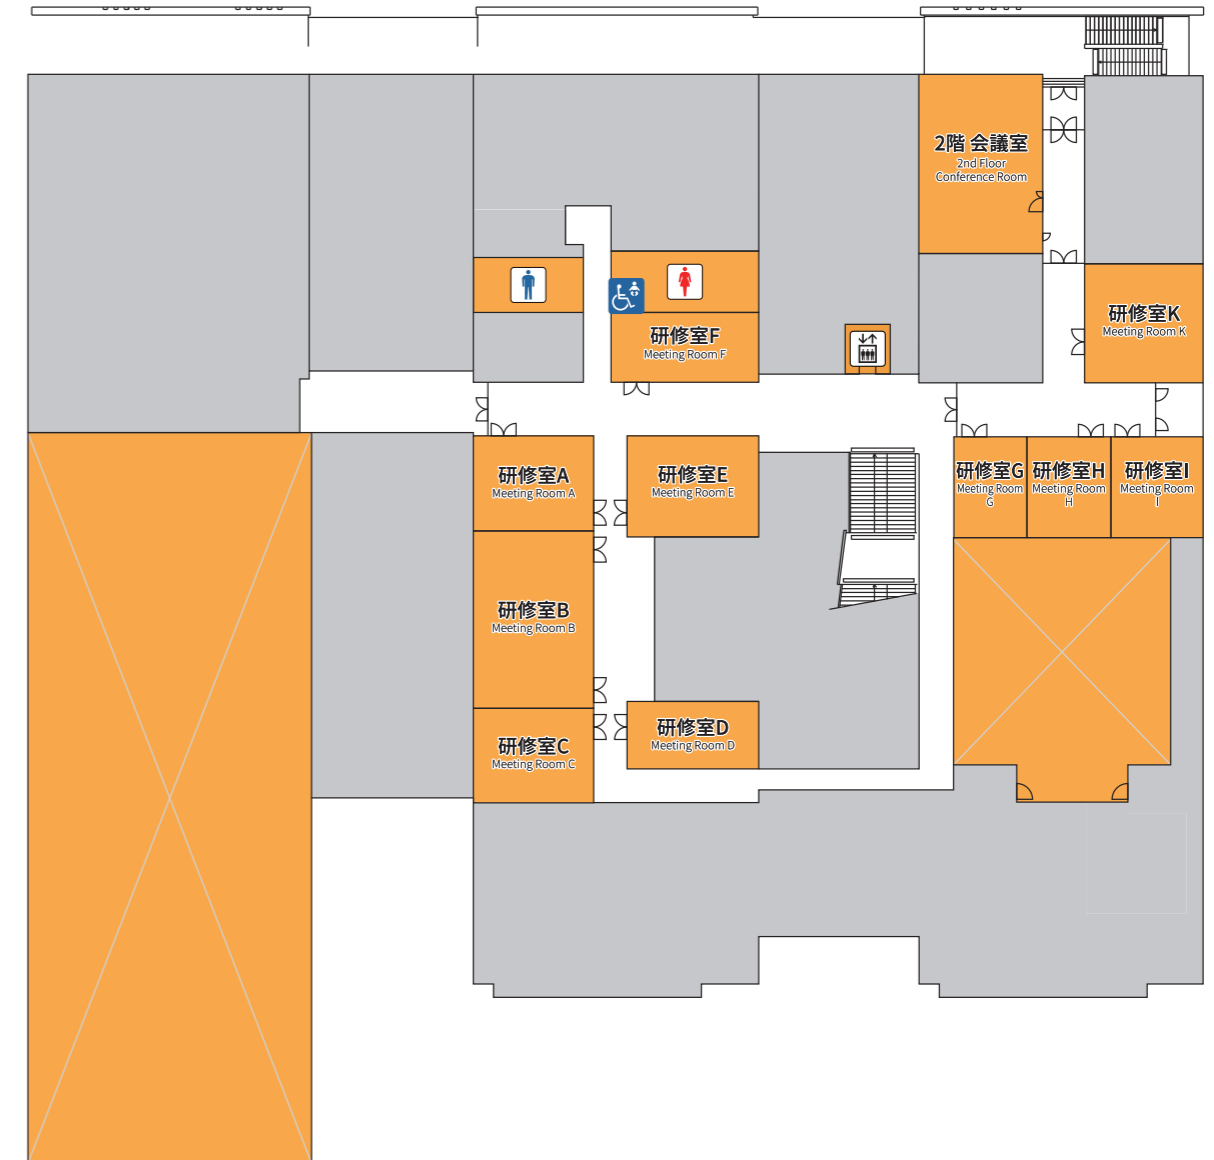 2階 会議室
2nd Floor
Conference Room
研修室K
Meeting Room K
研修室F
Meeting Room F
研修室A
Meeting Room A
研修室E
Meeting Room E
研修室G
Meeting Room
G
研修室H
Meeting Room
H
研修室I
Meeting Room
I
研修室B
Meeting Room B
研修室C
Meeting Room C
研修室D
Meeting Room D